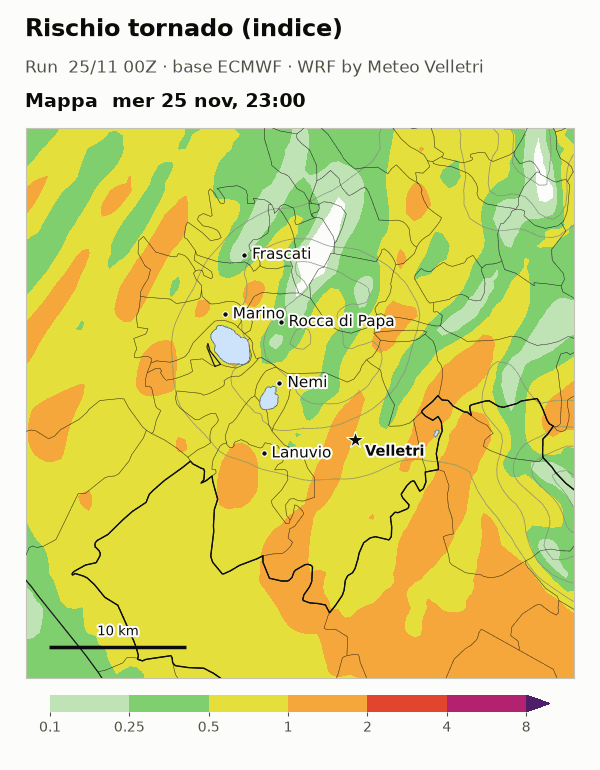 Rischio tornado (indice)
Run  25/11 00Z · base ECMWF · WRF by Meteo Velletri
Mappa  mer 25 nov, 23:00
Frascati
Marino
Rocca di Papa
Nemi
Velletri
Lanuvio
10 km
0.1 0.25 0.5 1 2 4 8